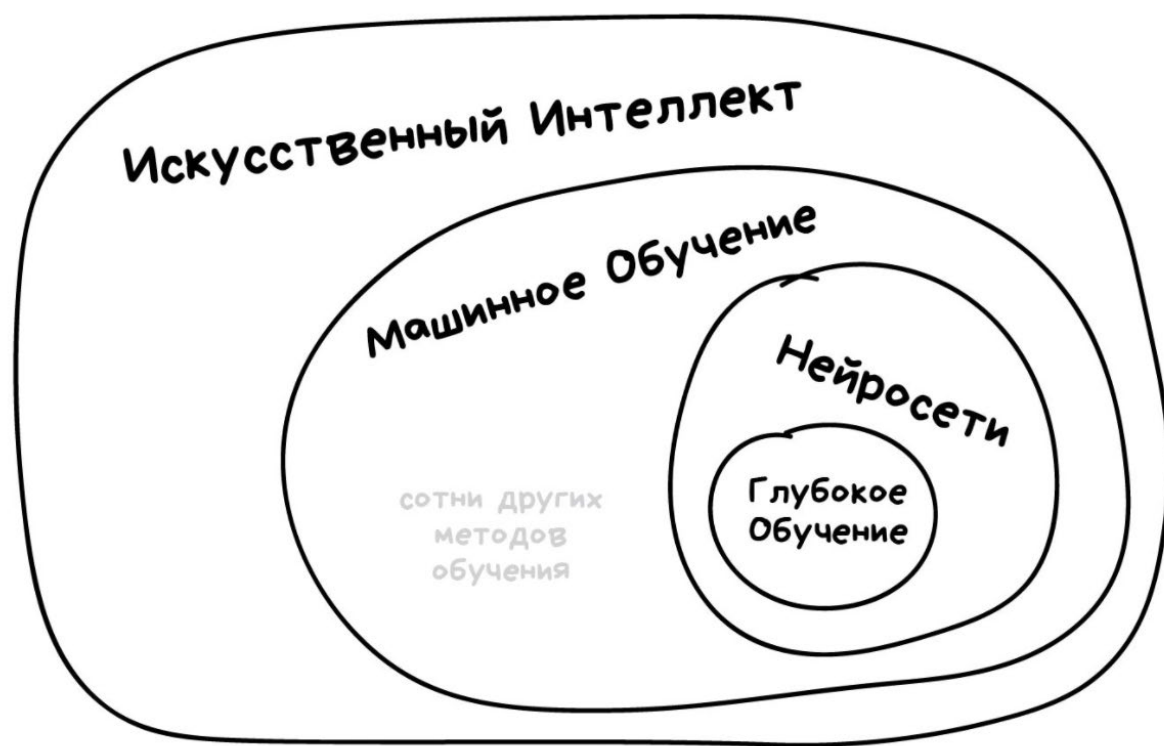 Искусственный Интеллект
Машинное Обучение
Нейросети
Глубокое
Обучение
сотни других
методов
обучения